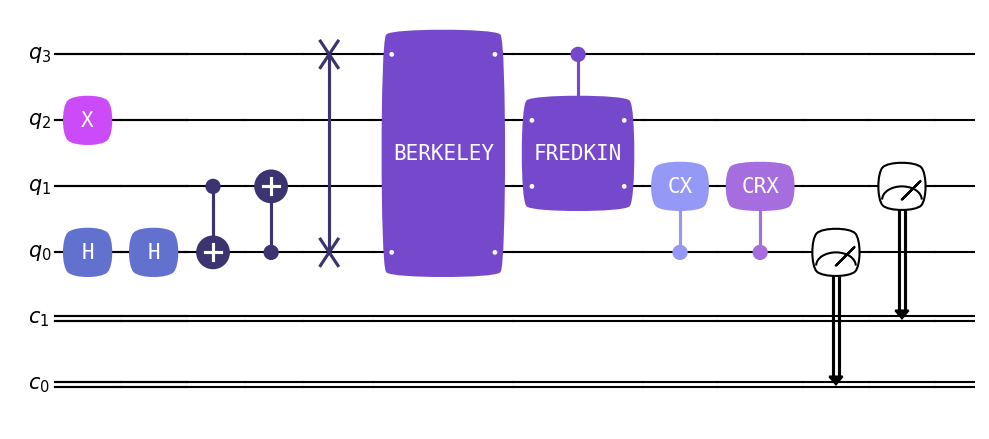 q3
q2 X
BERKELEY FREDKIN
q1 CX CRX
q0 H H
c1
c0